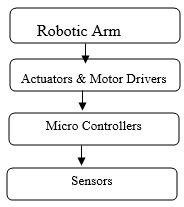 Robotic Arm
Actuators & Motor Drivers
Micro Controllers
Sensors